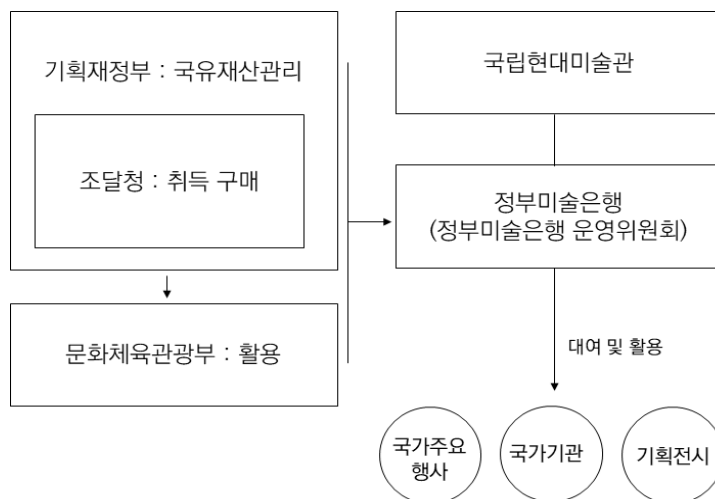 기획재정부 : 국유재산관리
조달청 : 취득 구매
문화체육관광부 : 활용
국립현대미술관
정부미술은행
(정부미술은행 운영위원회)
대여 및 활용
국가주요
행사
국가기관
기획전시